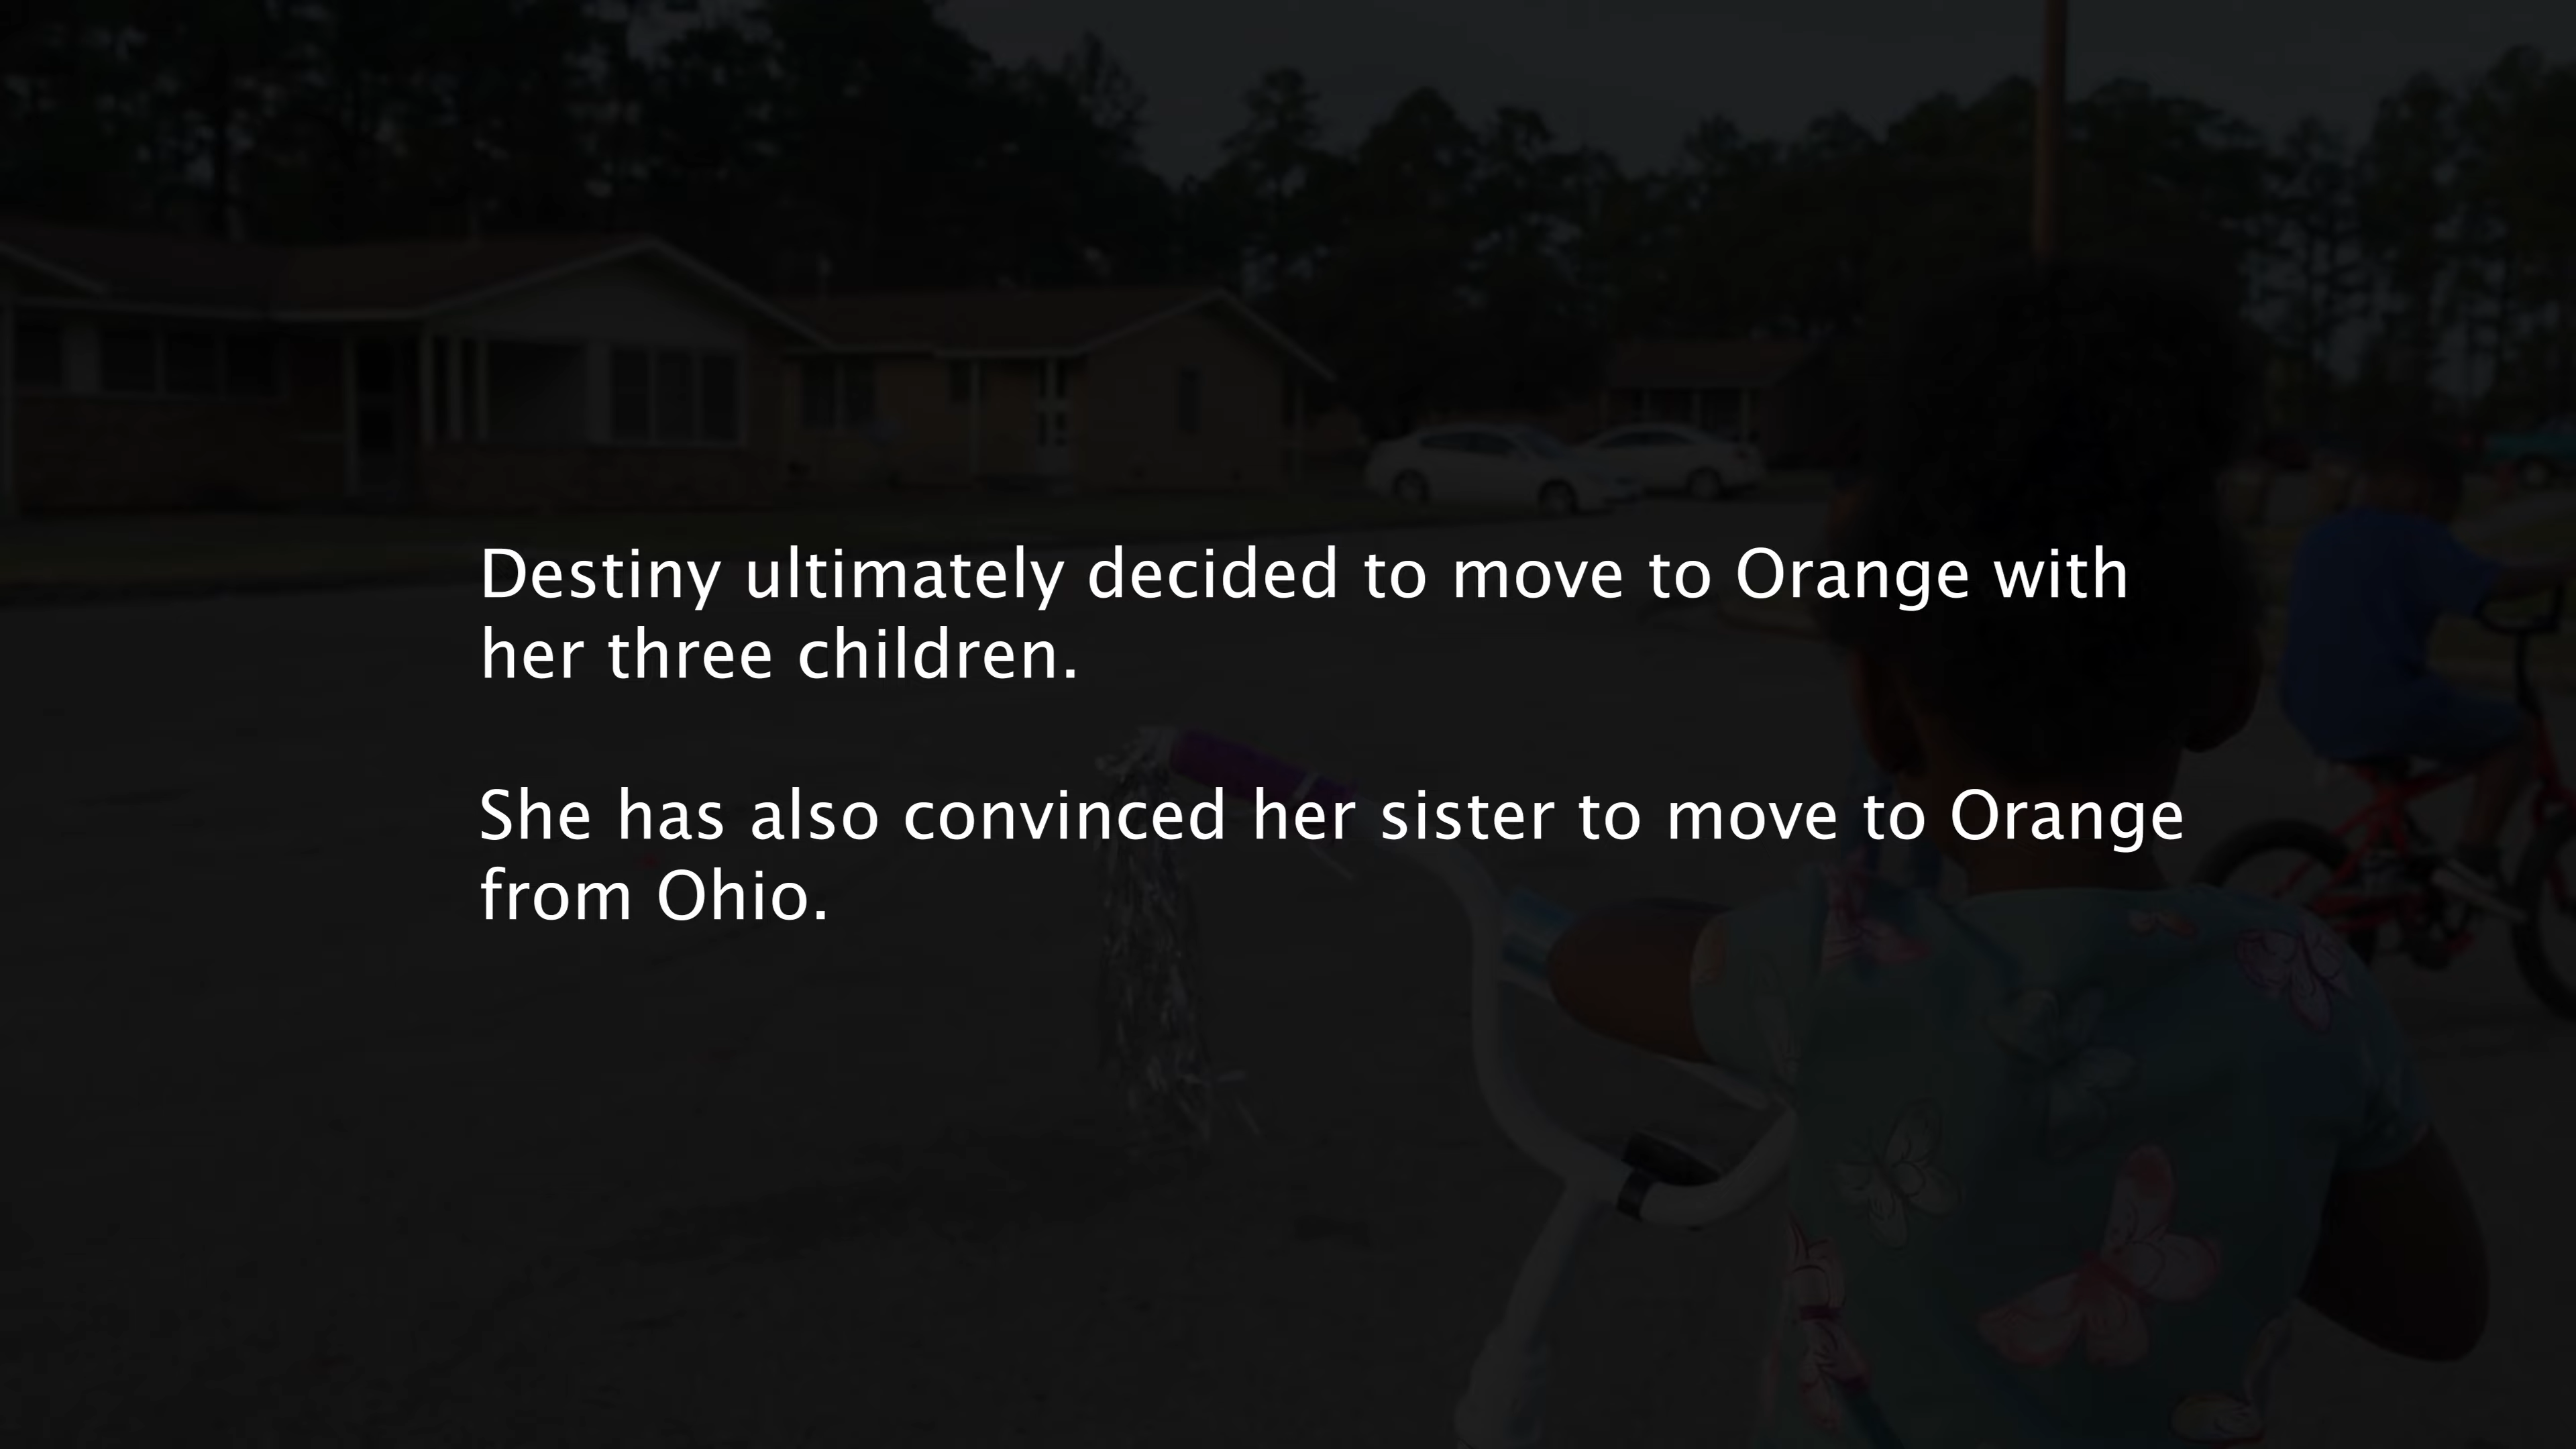 Destiny ultimately decided to move to Orange with
her three children.
She has also convinced her sister to move to Orange
from Ohio.